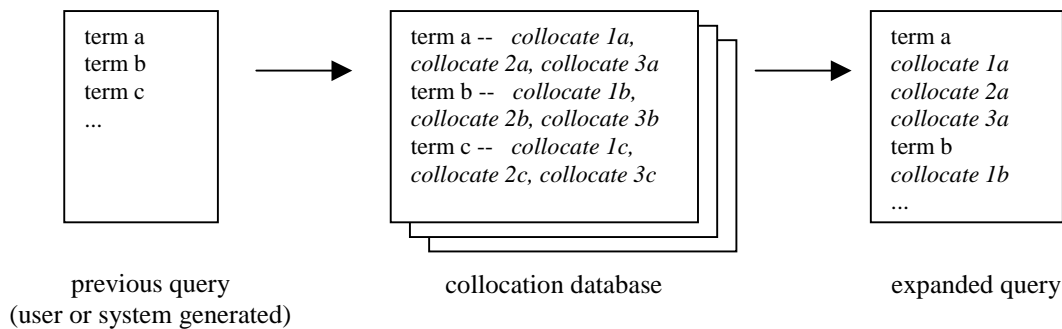 term a
term b
term c
...
term a -- collocate 1a,
collocate 2a, collocate 3a
term b -- collocate 1b,
collocate 2b, collocate 3b
term c -- collocate 1c,
collocate 2c, collocate 3c
term a
collocate 1a
collocate 2a
collocate 3a
term b
collocate 1b
...
previous query
(user or system generated)
collocation database
expanded query